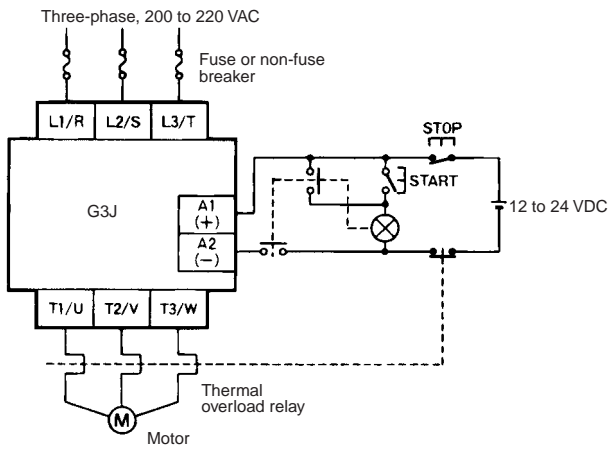 Three-phase, 200 to 220 VAC
Fuse or non-fuse
breaker
L1/R L2/S L3/T
STOP
START
G3J
A1
(+)
A2
(−)
12 to 24 VDC
T1/U T2/V T3/W
Thermal
overload relay
M
Motor